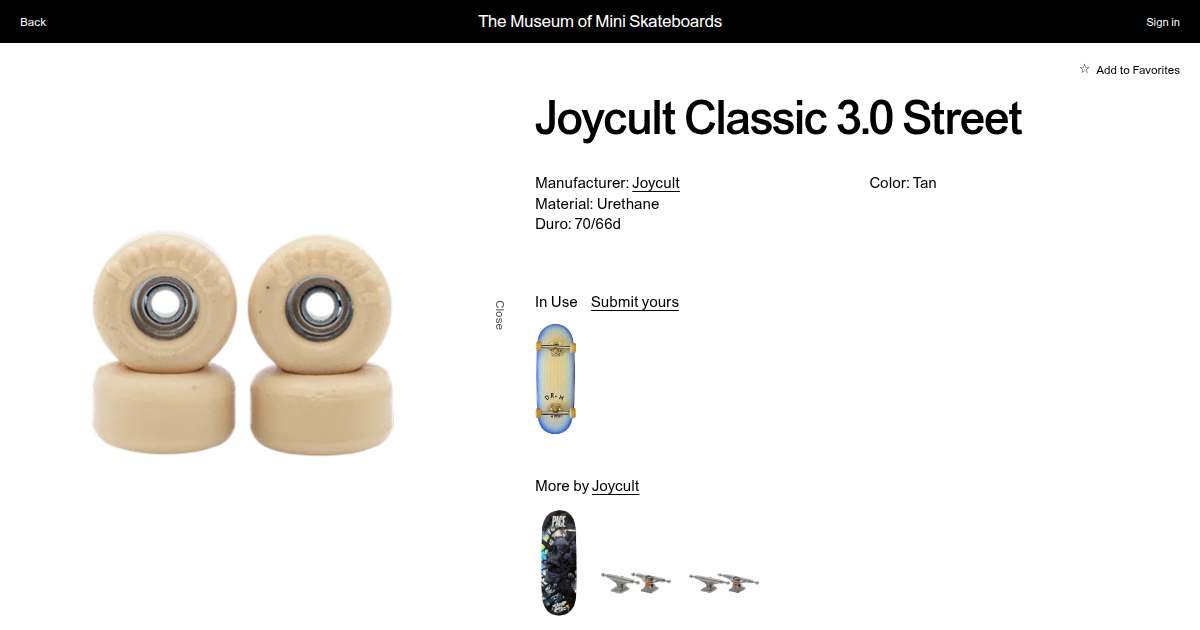 Back
The Museum of Mini Skateboards
Sign in
☆ Add to Favorites
Joycult Classic 3.0 Street
Manufacturer: Joycult
Material: Urethane
Duro: 70/66d
Color: Tan
Close
In Use Submit yours
More by Joycult